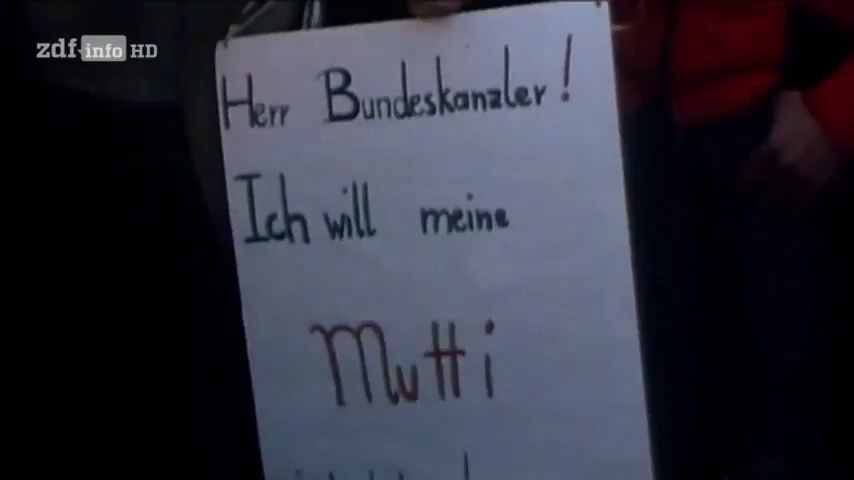 zdf info HD
Herr Bundeskanzler!
Ich will meine
Mutti